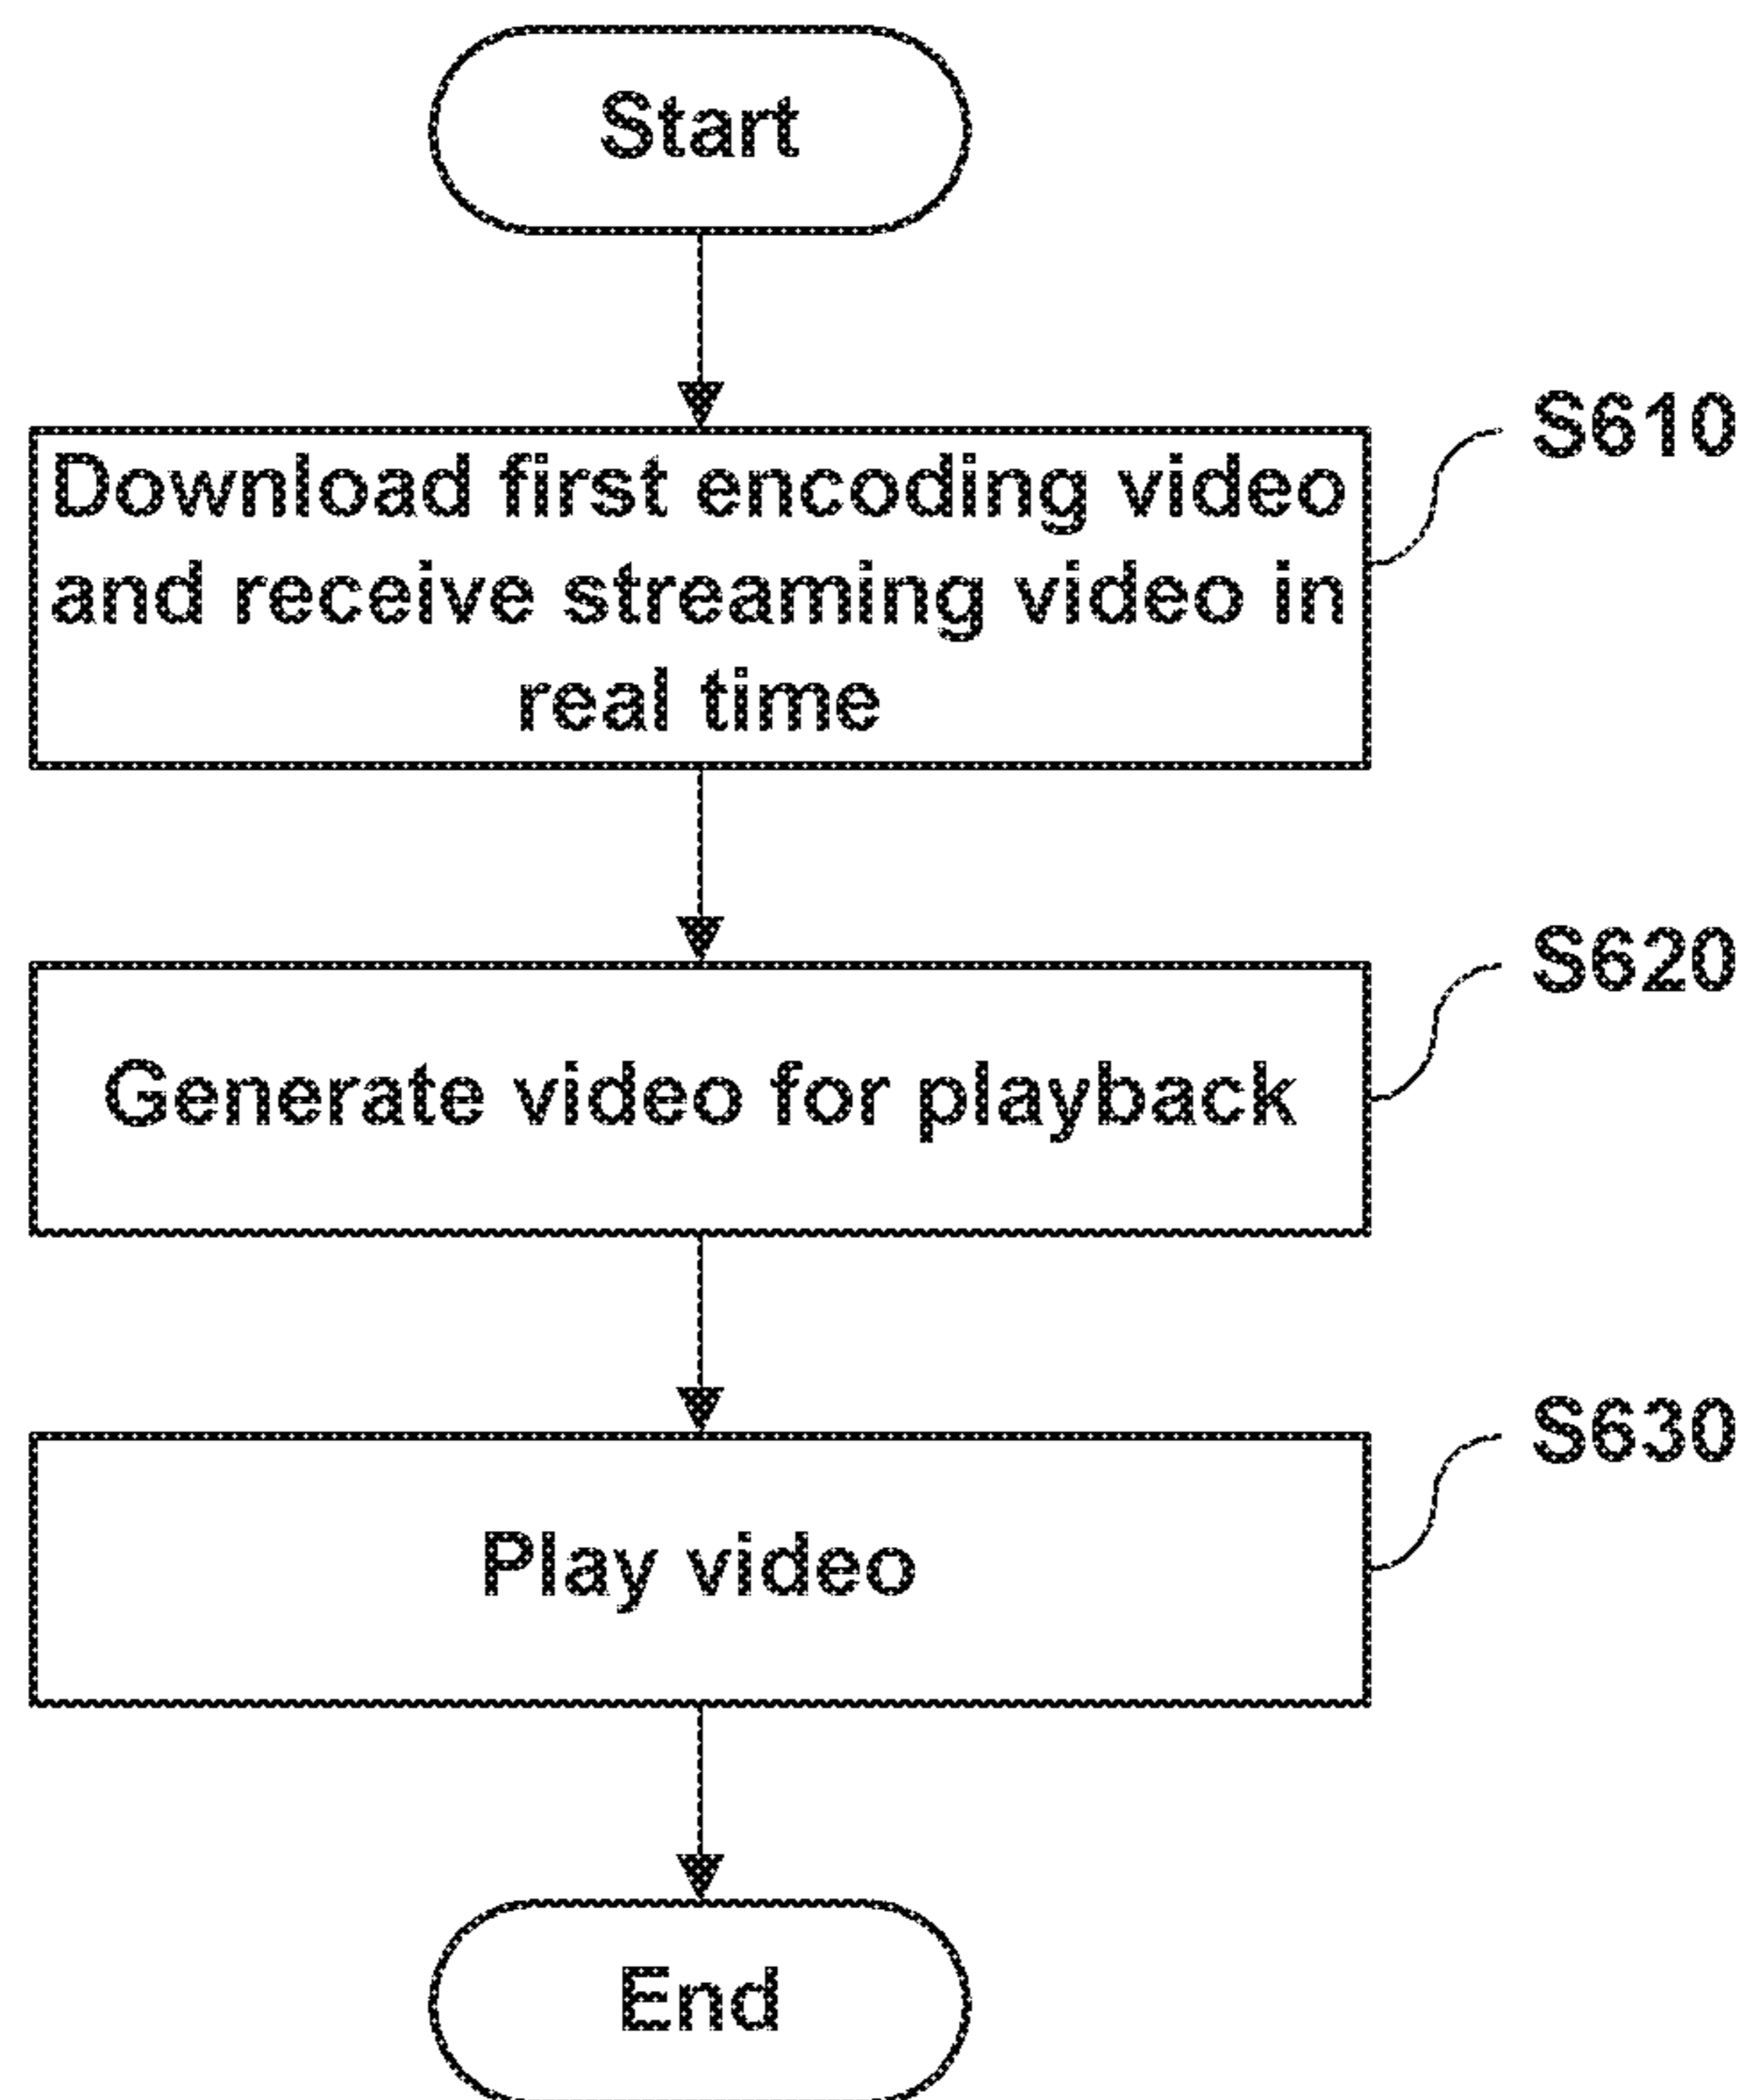 Start
S610
Download first encoding video
and receive streaming video in
real time
S620
Generate video for playback
S630
Play video
End